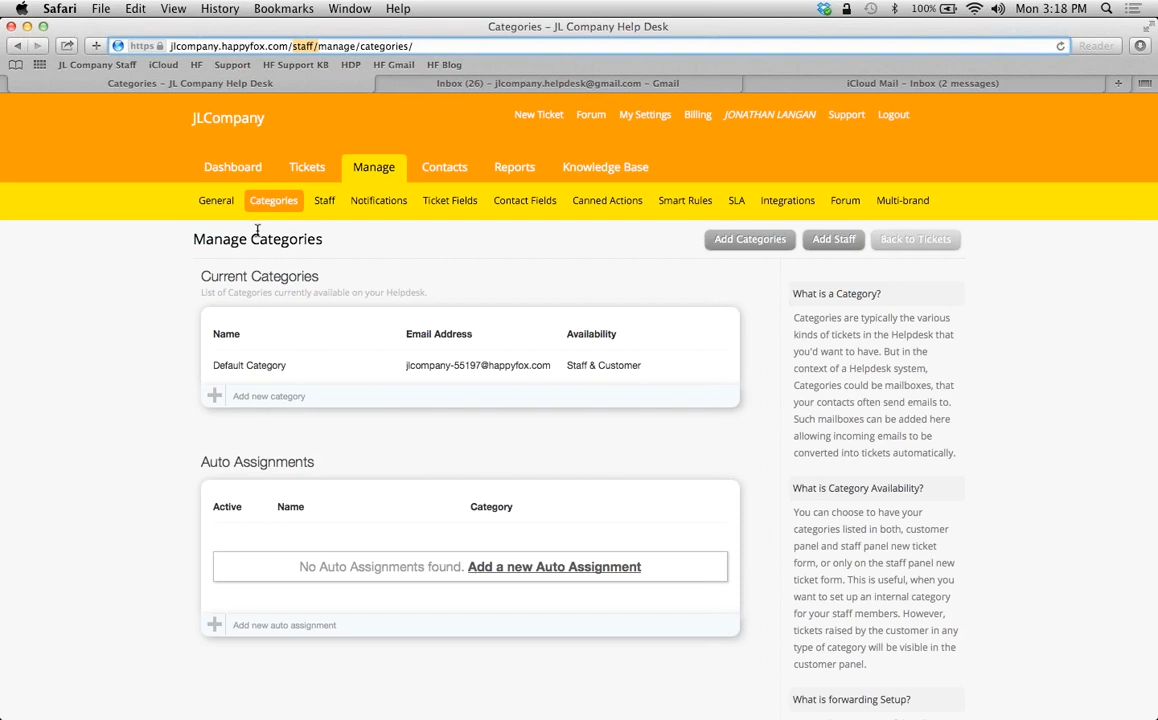 Safari File Edit View History Bookmarks Window Help 100% Mon 3:18 PM
Categories – JL Company Help Desk
https jlcompany.happyfox.com/staff/manage/categories/ Reader
JL Company Staff iCloud HF Support HF Support KB HDP HF Gmail HF Blog
Categories – JL Company Help Desk Inbox (26) – jlcompany.helpdesk@gmail.com – Gmail iCloud Mail – Inbox (2 messages)
JLCompany New Ticket Forum My Settings Billing JONATHAN LANGAN Support Logout
Dashboard Tickets Manage Contacts Reports Knowledge Base
General Categories Staff Notifications Ticket Fields Contact Fields Canned Actions Smart Rules SLA Integrations Forum Multi-brand
Manage Categories Add Categories Add Staff Back to Tickets
Current Categories
List of Categories currently available on your Helpdesk.
Name Email Address Availability
Default Category jlcompany-55197@happyfox.com Staff & Customer
Add new category
Auto Assignments
Active Name Category
No Auto Assignments found. Add a new Auto Assignment
Add new auto assignment
What is a Category?
Categories are typically the various
kinds of tickets in the Helpdesk that
you'd want to have. But in the
context of a Helpdesk system,
Categories could be mailboxes, that
your contacts often send emails to.
Such mailboxes can be added here
allowing incoming emails to be
converted into tickets automatically.
What is Category Availability?
You can choose to have your
categories listed in both, customer
panel and staff panel new ticket
form, or only on the staff panel new
ticket form. This is useful, when you
want to set up an internal category
for your staff members. However,
tickets raised by the customer in any
type of category will be visible in the
customer panel.
What is forwarding Setup?